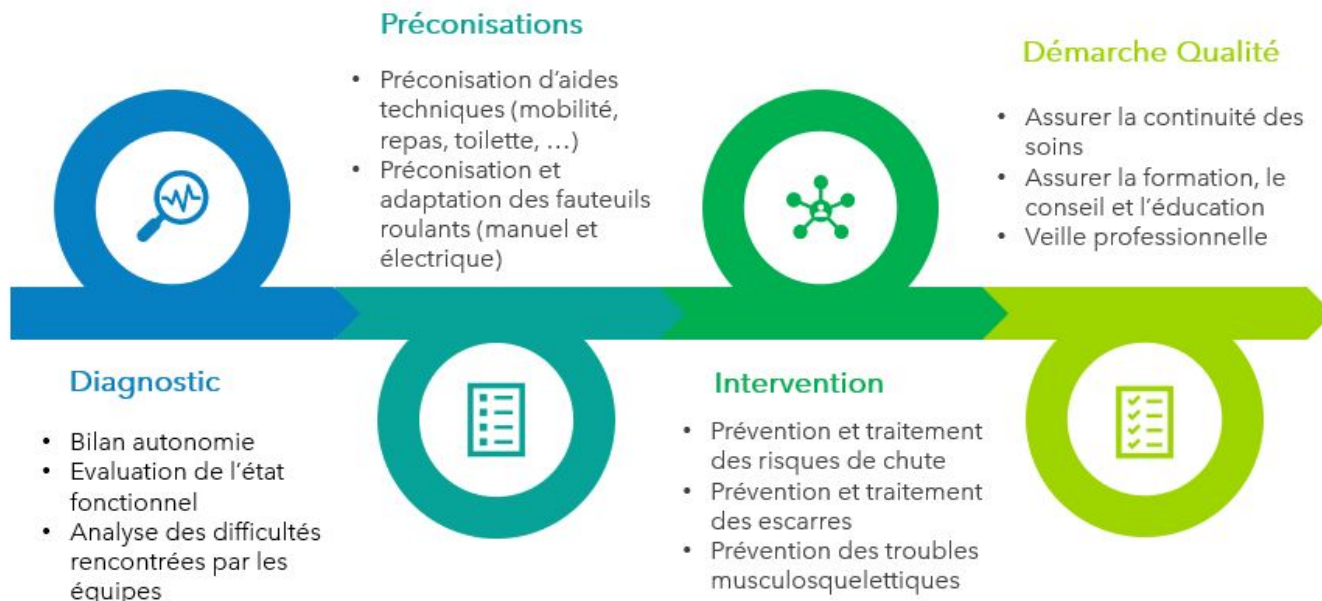 Préconisations
• Préconisation d'aides
techniques (mobilité,
repas, toilette, …)
• Préconisation et
adaptation des fauteuils
roulants (manuel et
électrique)
Démarche Qualité
• Assurer la continuité des
soins
• Assurer la formation, le
conseil et l'éducation
• Veille professionnelle
Diagnostic
• Bilan autonomie
• Evaluation de l'état
fonctionnel
• Analyse des difficultés
rencontrées par les
équipes
Intervention
• Prévention et traitement
des risques de chute
• Prévention et traitement
des escarres
• Prévention des troubles
musculosquelettiques